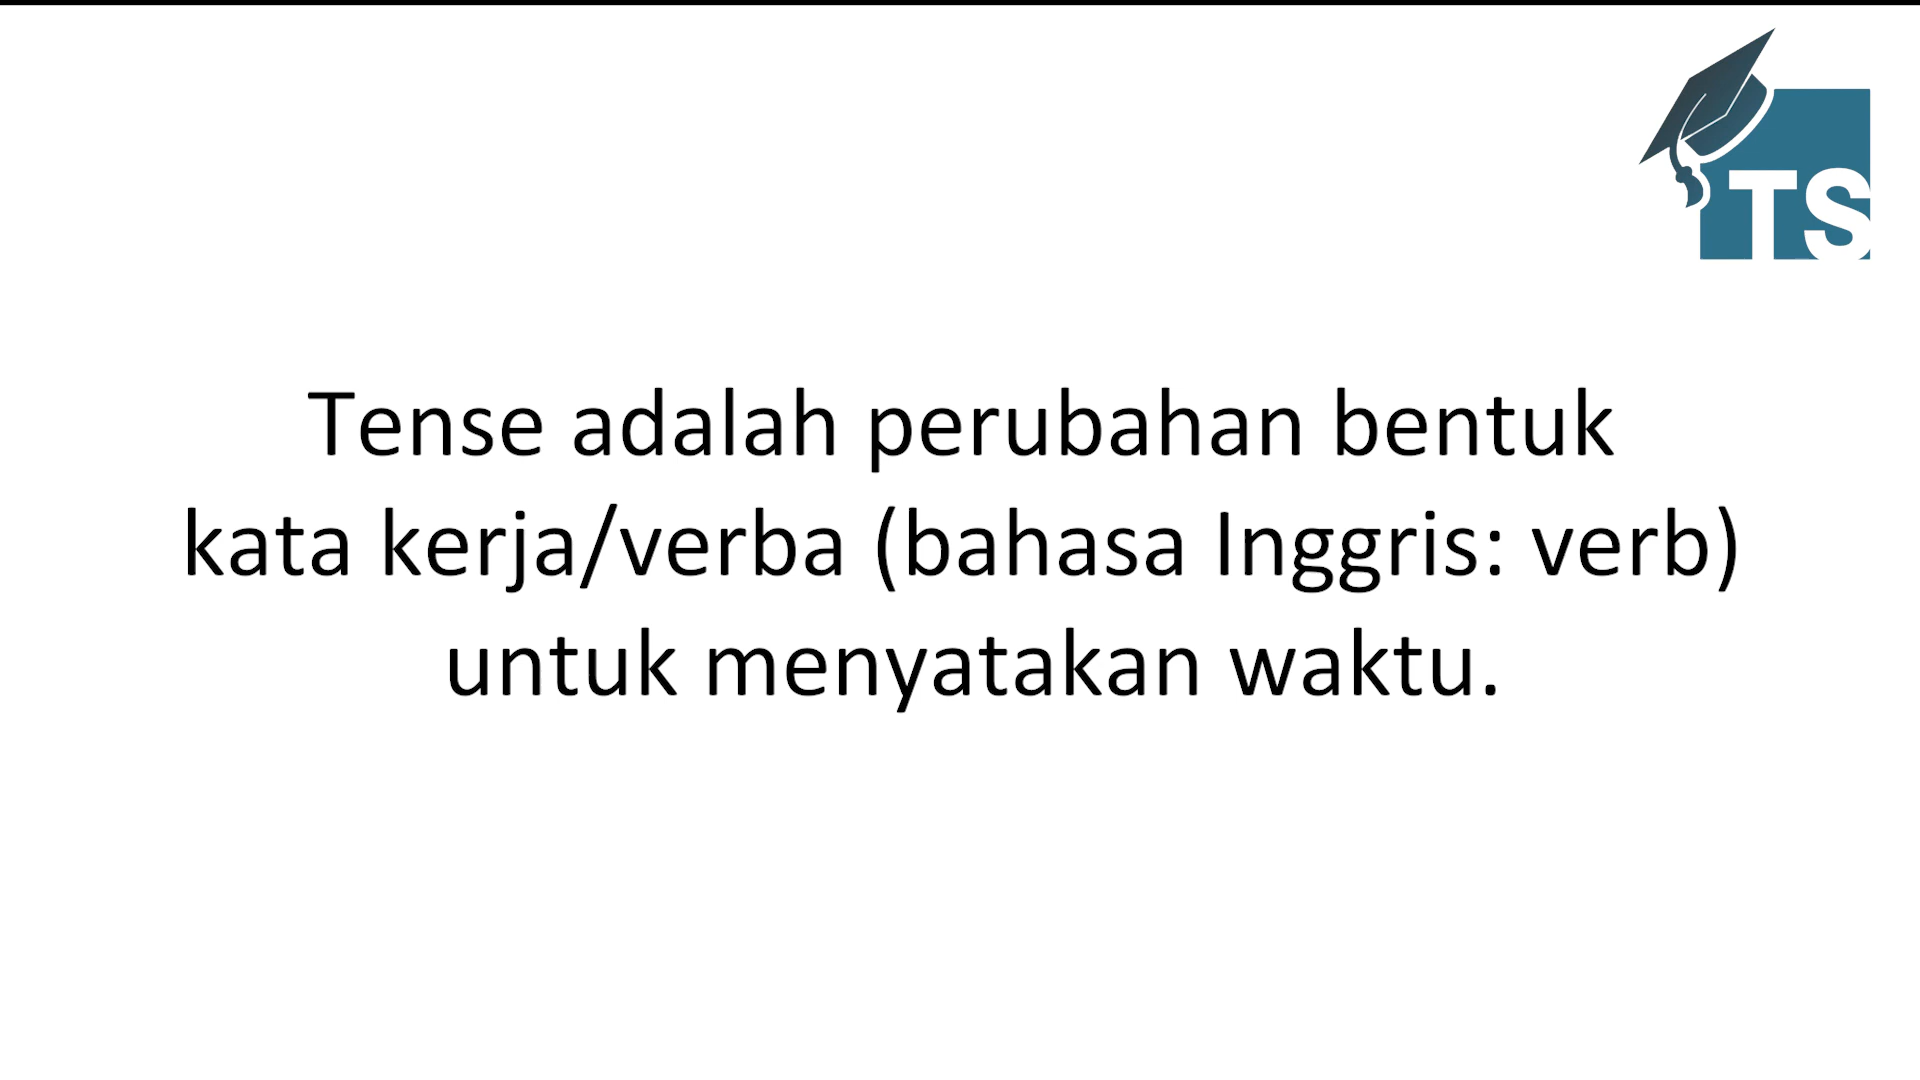 TS
Tense adalah perubahan bentuk
kata kerja/verba (bahasa Inggris: verb)
untuk menyatakan waktu.